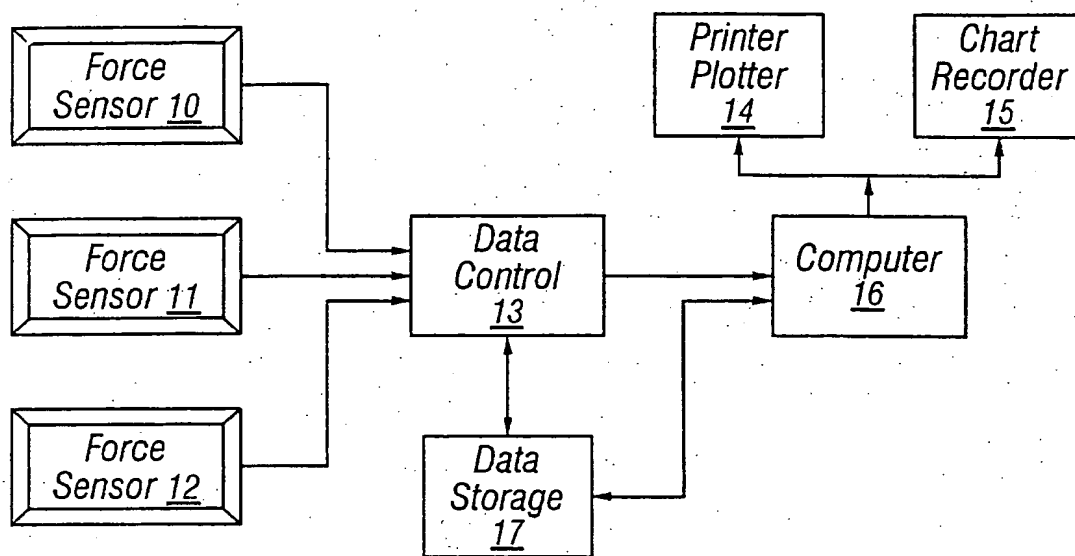 Force
Sensor 10
Force
Sensor 11
Force
Sensor 12
Data
Control
13
Data
Storage
17
Printer
Plotter
14
Chart
Recorder
15
Computer
16